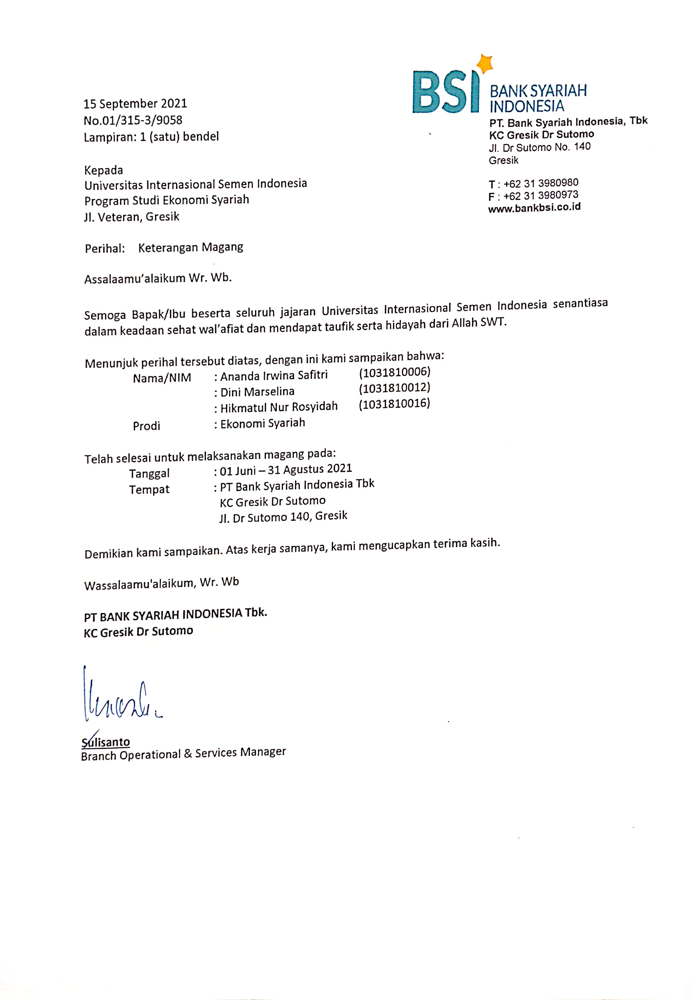 BSI BANK SYARIAH
INDONESIA
PT. Bank Syariah Indonesia, Tbk
KC Gresik Dr Sutomo
Jl. Dr Sutomo No. 140
Gresik
T : +62 31 3980980
F : +62 31 3980973
www.bankbsi.co.id
15 September 2021
No.01/315-3/9058
Lampiran: 1 (satu) bendel
Kepada
Universitas Internasional Semen Indonesia
Program Studi Ekonomi Syariah
Jl. Veteran, Gresik
Perihal: Keterangan Magang
Assalaamu’alaikum Wr. Wb.
Semoga Bapak/Ibu beserta seluruh jajaran Universitas Internasional Semen Indonesia senantiasa
dalam keadaan sehat wal’afiat dan mendapat taufik serta hidayah dari Allah SWT.
Menunjuk perihal tersebut diatas, dengan ini kami sampaikan bahwa:
Nama/NIM : Ananda Irwina Safitri (1031810006)
: Dini Marselina (1031810012)
: Hikmatul Nur Rosyidah (1031810016)
Prodi : Ekonomi Syariah
Telah selesai untuk melaksanakan magang pada:
Tanggal : 01 Juni – 31 Agustus 2021
Tempat : PT Bank Syariah Indonesia Tbk
KC Gresik Dr Sutomo
Jl. Dr Sutomo 140, Gresik
Demikian kami sampaikan. Atas kerja samanya, kami mengucapkan terima kasih.
Wassalaamu'alaikum, Wr. Wb
PT BANK SYARIAH INDONESIA Tbk.
KC Gresik Dr Sutomo
Sulisanto
Branch Operational & Services Manager